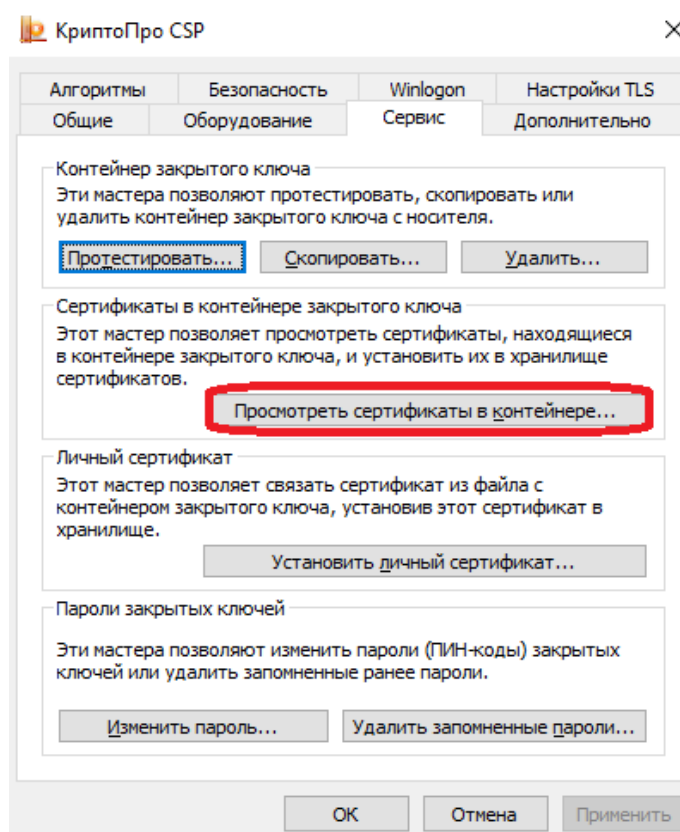 КриптоПро CSP
Алгоритмы Безопасность Winlogon Настройки TLS
Общие Оборудование Сервис Дополнительно
Контейнер закрытого ключа
Эти мастера позволяют протестировать, скопировать или
удалить контейнер закрытого ключа с носителя.
Протестировать... Скопировать... Удалить...
Сертификаты в контейнере закрытого ключа
Этот мастер позволяет просмотреть сертификаты, находящиеся
в контейнере закрытого ключа, и установить их в хранилище
сертификатов.
Просмотреть сертификаты в контейнере...
Личный сертификат
Этот мастер позволяет связать сертификат из файла с
контейнером закрытого ключа, установив этот сертификат в
хранилище.
Установить личный сертификат...
Пароли закрытых ключей
Эти мастера позволяют изменить пароли (ПИН-коды) закрытых
ключей или удалить запомненные ранее пароли.
Изменить пароль... Удалить запомненные пароли...
ОК Отмена Применить